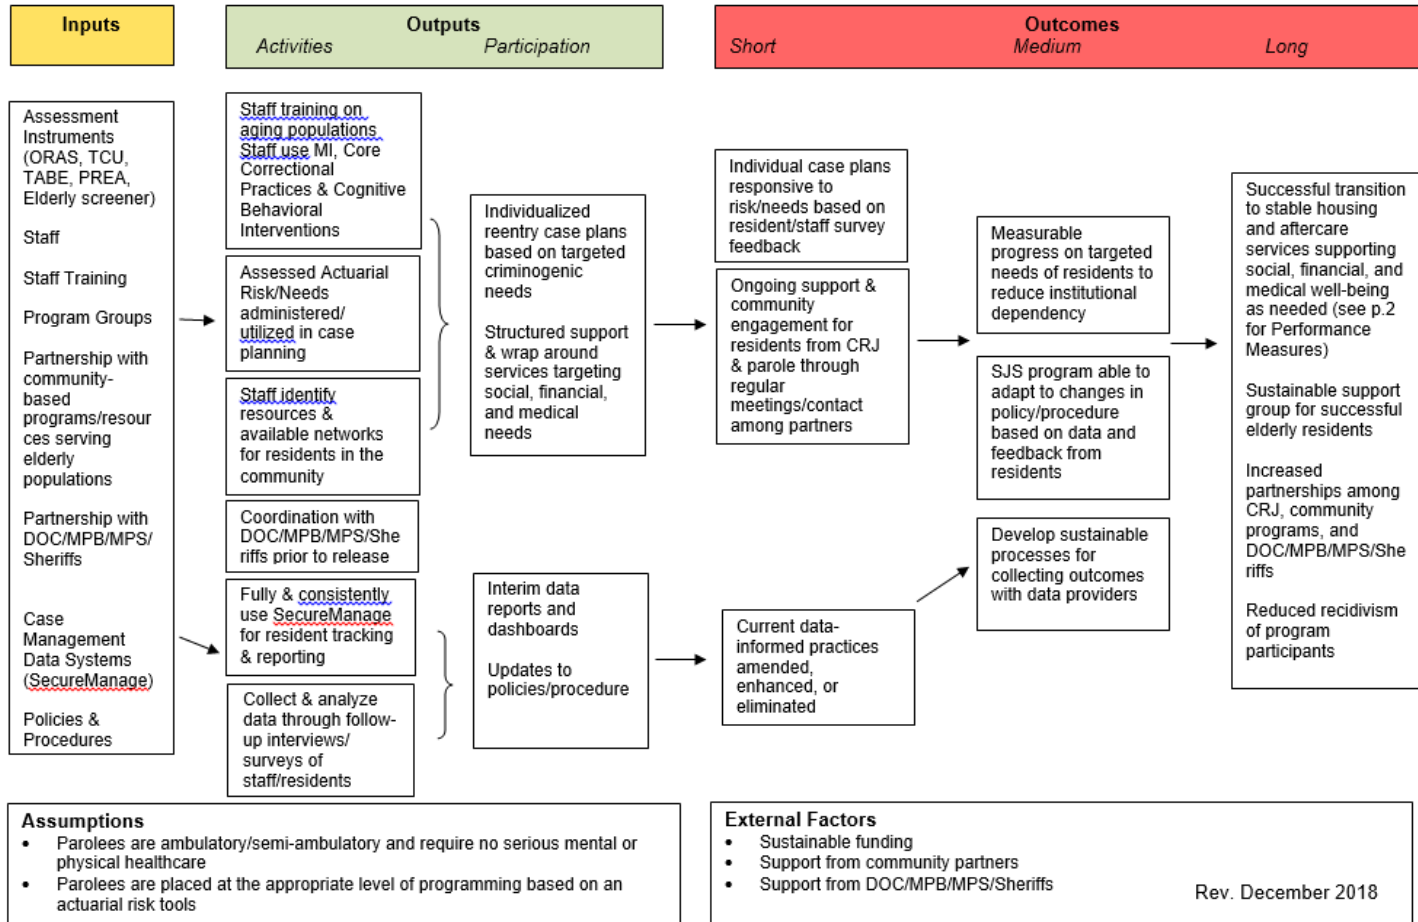 Inputs
Outputs
Activities
Participation
Outcomes
Short
Medium
Long
Assessment
Instruments
(ORAS, TCU,
TABE, PREA,
Elderly screener)
Staff
Staff Training
Program Groups
Partnership with
community-
based
programs/resour
ces serving
elderly
populations
Partnership with
DOC/MPB/MPS/
Sheriffs
Case
Management
Data Systems
(SecureManage)
Policies &
Procedures
Staff training on
aging populations
Staff use MI, Core
Correctional
Practices & Cognitive
Behavioral
Interventions
Assessed Actuarial
Risk/Needs
administered/
utilized in case
planning
Staff identify
resources &
available networks
for residents in the
community
Coordination with
DOC/MPB/MPS/She
riffs prior to release
Fully & consistently
use SecureManage
for resident tracking
& reporting
Collect & analyze
data through follow-
up interviews/
surveys of
staff/residents
Individualized
reentry case plans
based on targeted
criminogenic
needs
Structured support
& wrap around
services targeting
social, financial,
and medical
needs
Interim data
reports and
dashboards
Updates to
policies/procedure
Individual case plans
responsive to
risk/needs based on
resident/staff survey
feedback
Ongoing support &
community
engagement for
residents from CRJ
& parole through
regular
meetings/contact
among partners
Current data-
informed practices
amended,
enhanced, or
eliminated
Measurable
progress on targeted
needs of residents to
reduce institutional
dependency
SJS program able to
adapt to changes in
policy/procedure
based on data and
feedback from
residents
Develop sustainable
processes for
collecting outcomes
with data providers
Successful transition
to stable housing
and aftercare
services supporting
social, financial, and
medical well-being
as needed (see p.2
for Performance
Measures)
Sustainable support
group for successful
elderly residents
Increased
partnerships among
CRJ, community
programs, and
DOC/MPB/MPS/She
riffs
Reduced recidivism
of program
participants
Assumptions
• Parolees are ambulatory/semi-ambulatory and require no serious mental or
physical healthcare
• Parolees are placed at the appropriate level of programming based on an
actuarial risk tools
External Factors
• Sustainable funding
• Support from community partners
• Support from DOC/MPB/MPS/Sheriffs
Rev. December 2018